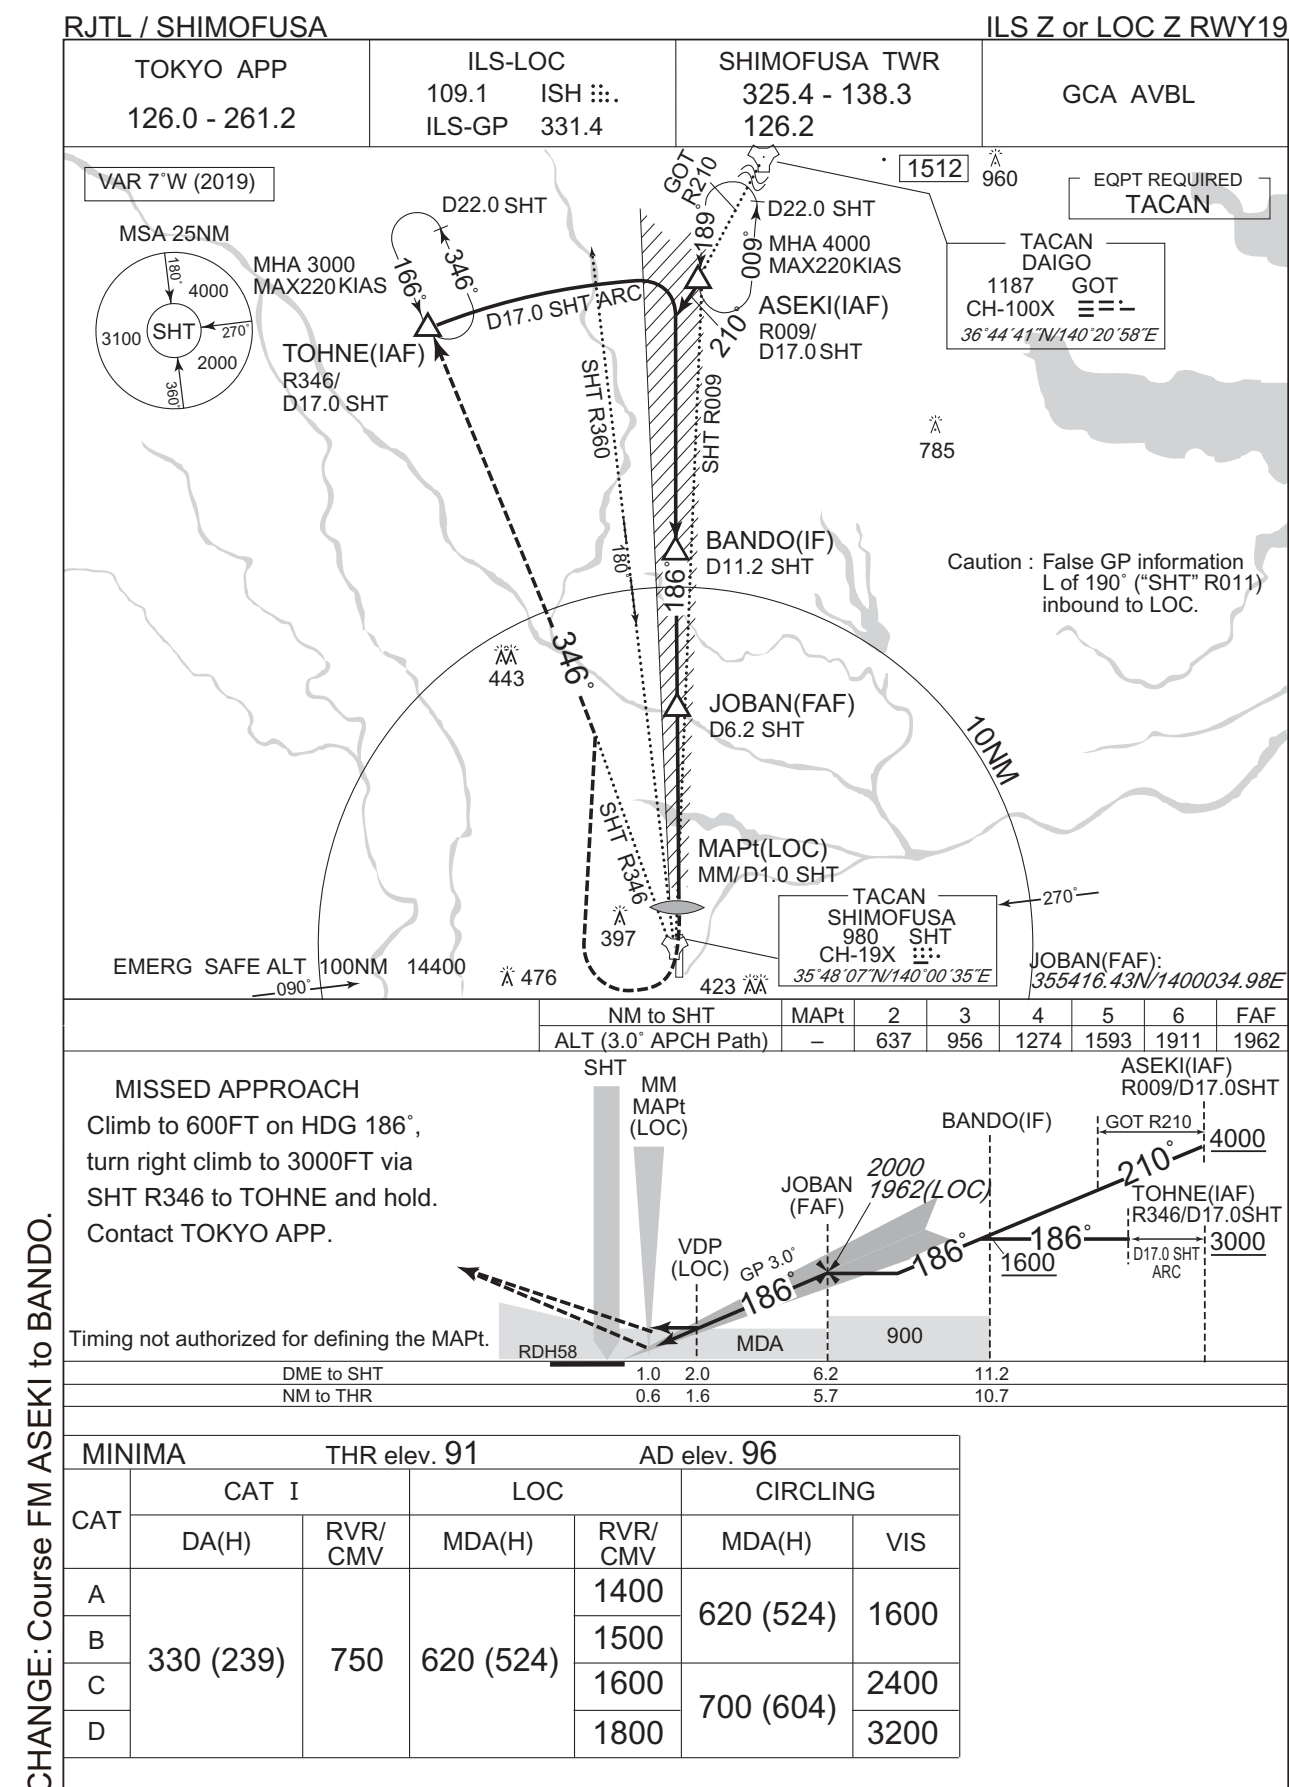 RJTL / SHIMOFUSA
ILS Z or LOC Z RWY19
TOKYO APP
126.0 - 261.2
ILS-LOC
109.1 ISH
ILS-GP 331.4
SHIMOFUSA TWR
325.4 - 138.3
126.2
GCA AVBL
VAR 7˚W (2019)
MSA 25NM
180˚
4000
3100
SHT
270˚
2000
360˚
MHA 3000
MAX220KIAS
D22.0 SHT
166˚
346˚
TOHNE(IAF)
R346/
D17.0 SHT
D17.0 SHT ARC
GOT
R210
189˚
009˚
D22.0 SHT
MHA 4000
MAX220KIAS
ASEKI(IAF)
R009/
D17.0 SHT
210˚
1512
960
EQPT REQUIRED
TACAN
TACAN
DAIGO
1187 GOT
CH-100X
36˚44´41˝N/140˚20´58˝E
SHT R360
SHT R009
785
180˚
BANDO(IF)
D11.2 SHT
186˚
Caution : False GP information
L of 190˚ (“SHT” R011)
inbound to LOC.
443
346˚
JOBAN(FAF)
D6.2 SHT
10NM
SHT R346
MAPt(LOC)
MM/D1.0 SHT
397
TACAN
SHIMOFUSA
980 SHT
CH-19X
35˚48´07˝N/140˚00´35˝E
270˚
EMERG SAFE ALT 100NM 14400
090˚
476
423
JOBAN(FAF):
355416.43N/1400034.98E
NM to SHT MAPt 2 3 4 5 6 FAF
ALT (3.0˚ APCH Path) – 637 956 1274 1593 1911 1962
MISSED APPROACH
Climb to 600FT on HDG 186˚,
turn right climb to 3000FT via
SHT R346 to TOHNE and hold.
Contact TOKYO APP.
Timing not authorized for defining the MAPt.
SHT
MM
MAPt
(LOC)
RDH58
VDP
(LOC)
GP 3.0˚
186˚
MDA
JOBAN
(FAF)
2000
1962(LOC)
900
186˚
BANDO(IF)
1600
186˚
ASEKI(IAF)
R009/D17.0SHT
GOT R210
210˚
4000
TOHNE(IAF)
R346/D17.0SHT
D17.0 SHT
ARC
3000
DME to SHT 1.0 2.0 6.2 11.2
NM to THR 0.6 1.6 5.7 10.7
MINIMA THR elev. 91 AD elev. 96
CAT
CAT I LOC CIRCLING
DA(H) RVR/CMV MDA(H) RVR/CMV MDA(H) VIS
A 330 (239) 750 620 (524) 1400 620 (524) 1600
B 1500
C 1600 700 (604) 2400
D 1800 3200
CHANGE: Course FM ASEKI to BANDO.